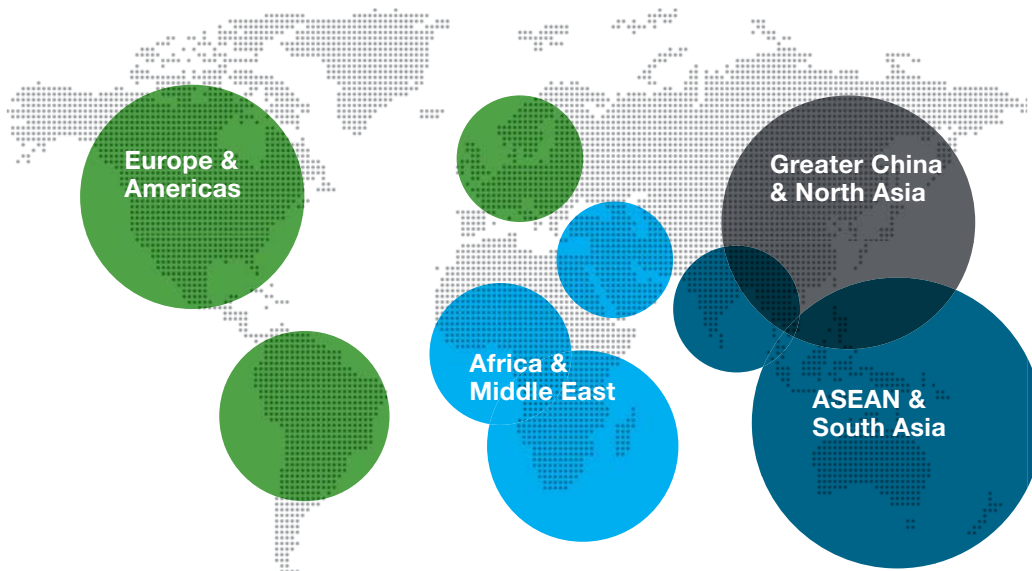 Europe &
Americas
Greater China
& North Asia
Africa &
Middle East
ASEAN &
South Asia